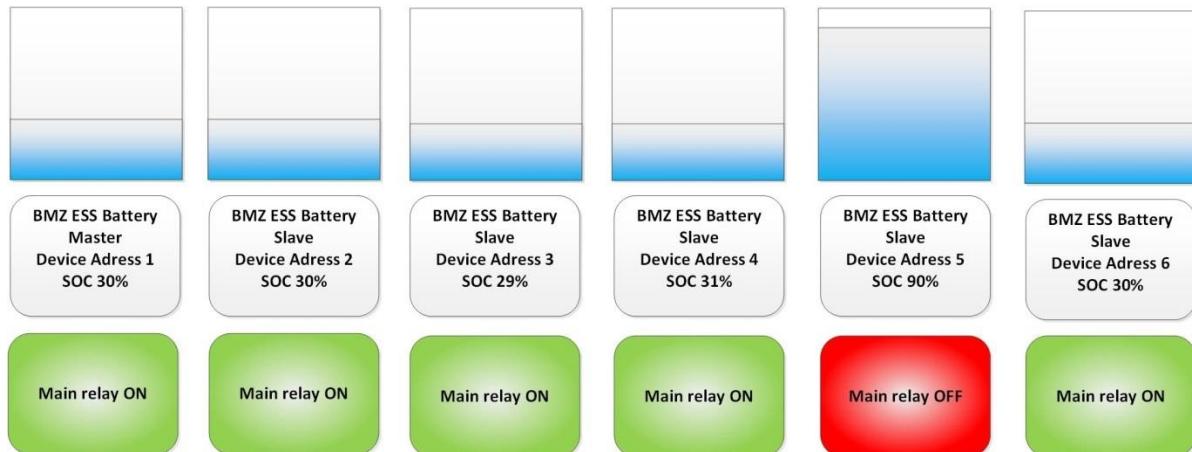 BMZ ESS Battery
Master
Device Adress 1
SOC 30%
BMZ ESS Battery
Slave
Device Adress 2
SOC 30%
BMZ ESS Battery
Slave
Device Adress 3
SOC 29%
BMZ ESS Battery
Slave
Device Adress 4
SOC 31%
BMZ ESS Battery
Slave
Device Adress 5
SOC 90%
BMZ ESS Battery
Slave
Device Adress 6
SOC 30%
Main relay ON
Main relay ON
Main relay ON
Main relay ON
Main relay OFF
Main relay ON